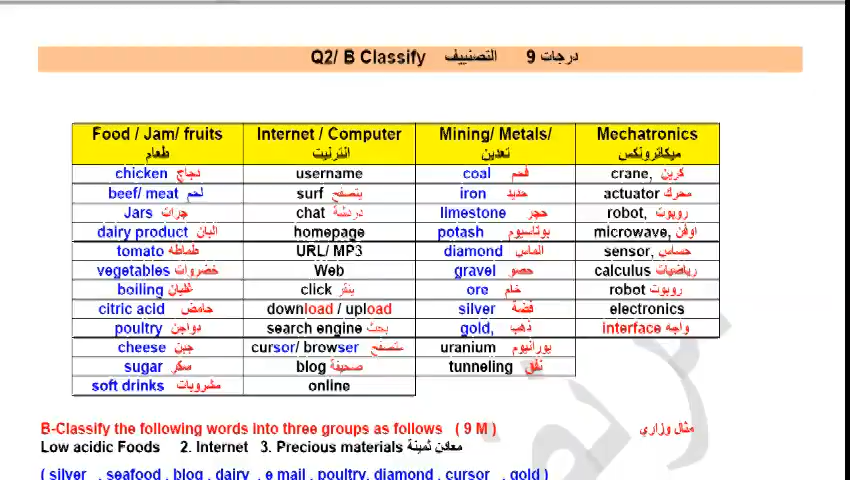 Q2/ B Classify التصنييف 9 درجات
Food / Jam/ fruits Internet / Computer Mining/ Metals/ Mechatronics
طعام انترنيت تعدين ميكاترونكس
chicken دجاج username coal فحم crane, كرين
beef/ meat لحم surf يتصفح iron حديد actuator محرك
Jars جرات chat دردشة limestone حجر robot, روبوت
dairy product البان homepage potash بوتاسيوم microwave, اوفن
tomato طماطه URL/ MP3 diamond الماس sensor, حساس
vegetables خضروات Web gravel حصو calculus رياضيات
boiling غليان click ينقر ore خام robot روبوت
citric acid حامض download / upload silver فضة electronics
poultry دواجن search engine بحث gold, ذهب interface واجه
cheese جبن cursor/ browser متصفح uranium يورانيوم
sugar سكر blog صحيفة tunneling نفق
soft drinks مشروبات online
B-Classify the following words into three groups as follows ( 9 M ) مثال وزاري
Low acidic Foods 2. Internet 3. Precious materials معادن ثمينة
( silver , seafood , blog , dairy , e mail , poultry, diamond , cursor , gold )